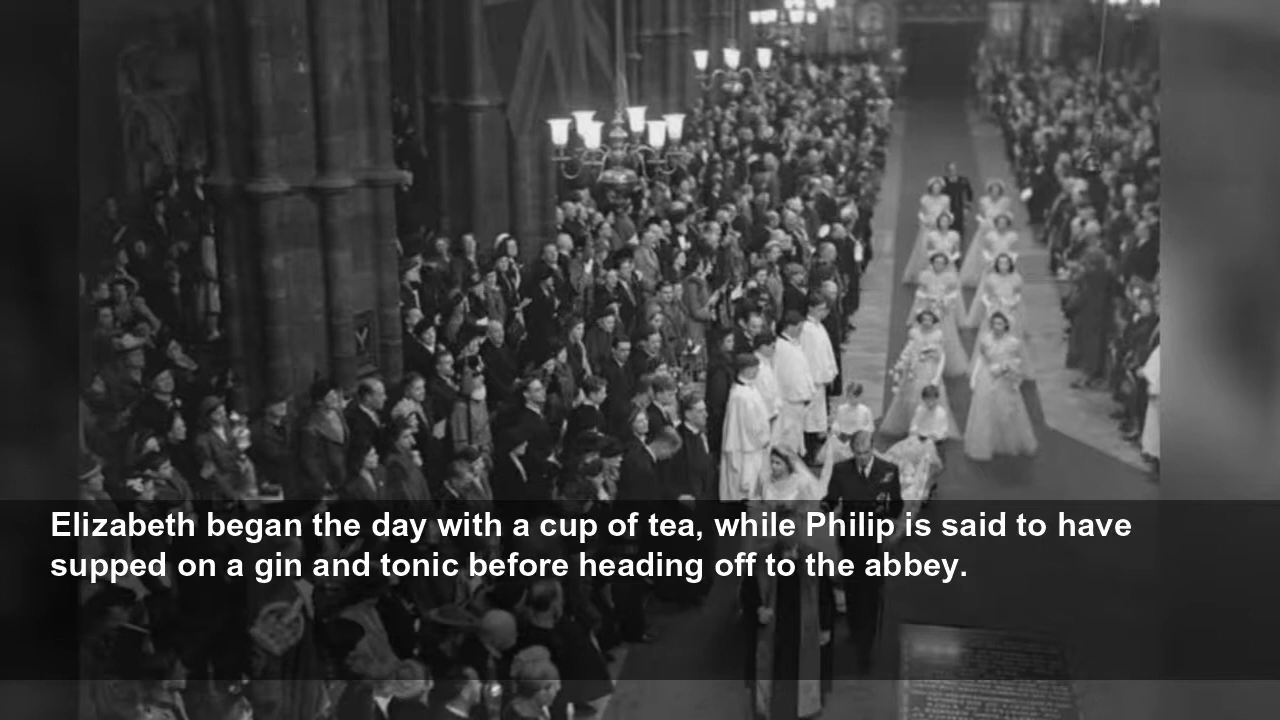 Elizabeth began the day with a cup of tea, while Philip is said to have
supped on a gin and tonic before heading off to the abbey.